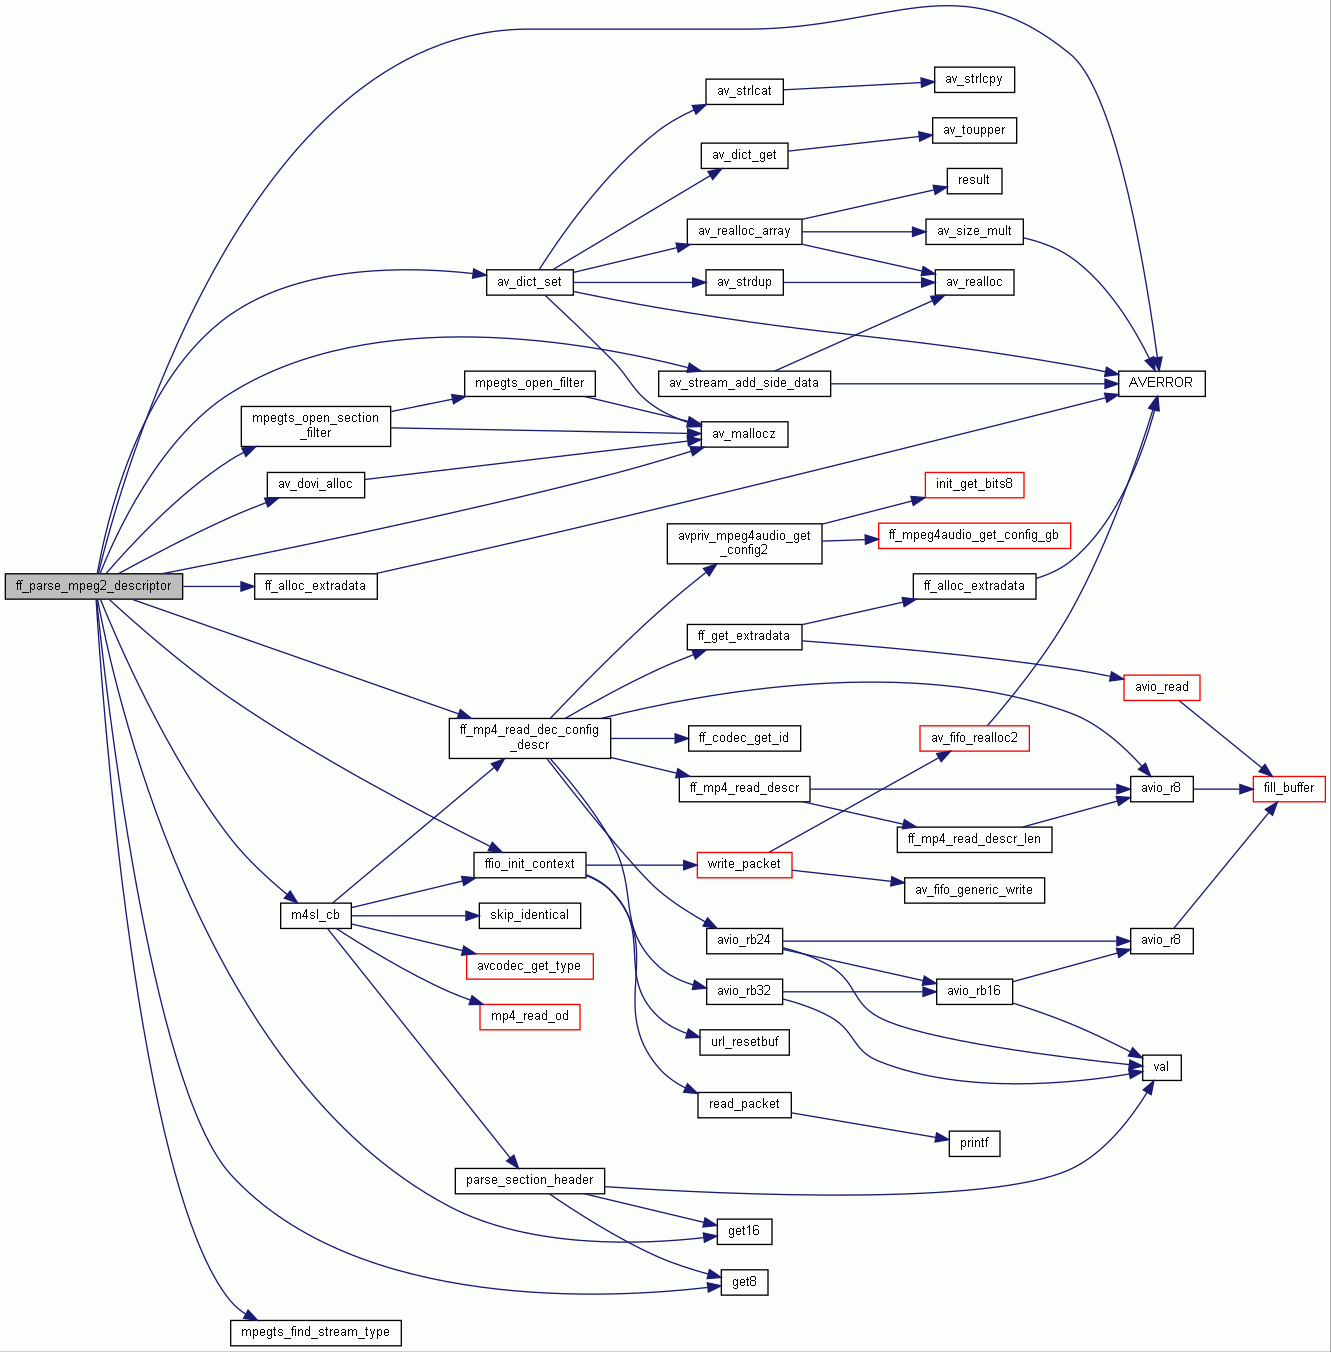 av_strlcpy
av_strlcat
av_toupper
av_dict_get
result
av_realloc_array
av_size_mult
av_dict_set
av_strdup
av_realloc
mpegts_open_filter
av_stream_add_side_data
AVERROR
mpegts_open_section
_filter
av_mallocz
av_dovi_alloc
init_get_bits8
avpriv_mpeg4audio_get
_config2
ff_mpeg4audio_get_config_gb
ff_parse_mpeg2_descriptor
ff_alloc_extradata
ff_alloc_extradata
ff_get_extradata
avio_read
ff_mp4_read_dec_config
_descr
ff_codec_get_id
av_fifo_realloc2
ff_mp4_read_descr
avio_r8
fill_buffer
ff_mp4_read_descr_len
ffio_init_context
write_packet
av_fifo_generic_write
m4sl_cb
skip_identical
avio_rb24
avio_r8
avcodec_get_type
avio_rb32
avio_rb16
mp4_read_od
url_resetbuf
val
read_packet
printf
parse_section_header
get16
get8
mpegts_find_stream_type